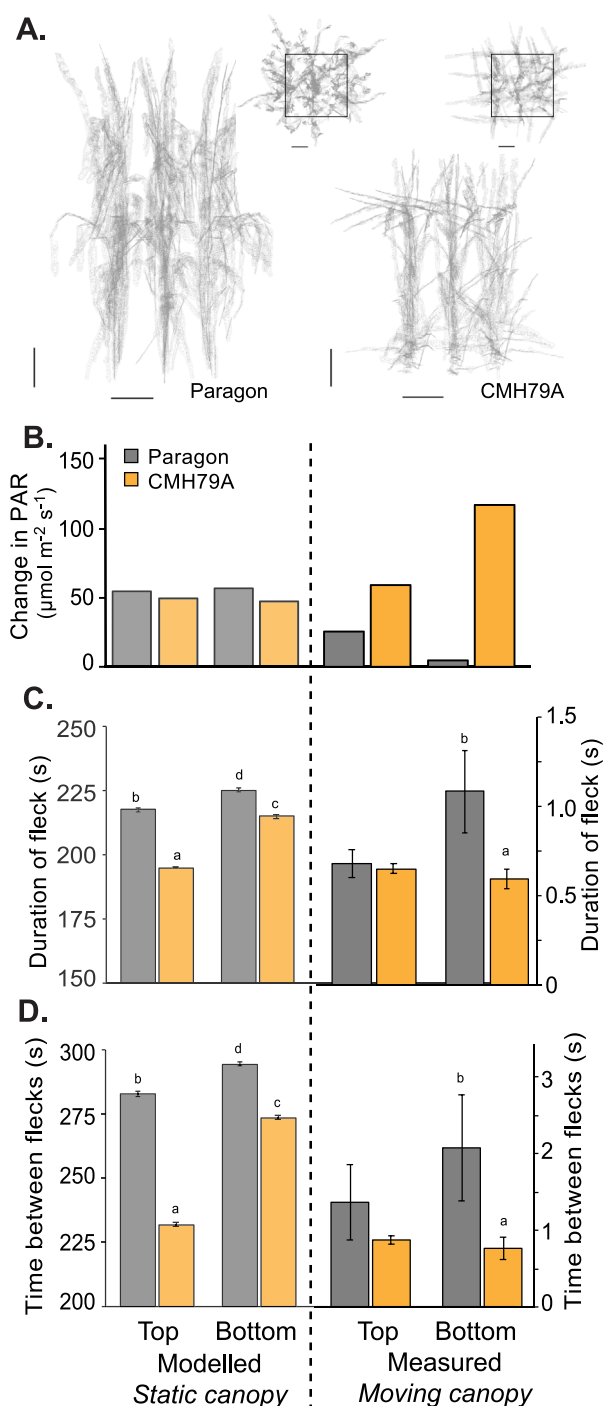 A.
Paragon
CMH79A
B.
Change in PAR
(µmol m⁻² s⁻¹)
150
100
50
0
Paragon
CMH79A
C.
Duration of fleck (s)
250
225
200
175
150
b
a
d
c
b
a
1.5
1.0
0.5
0
Duration of fleck (s)
D.
Time between flecks (s)
300
275
250
225
200
b
a
d
c
b
a
3
2
1
0
Time between flecks (s)
Top Bottom Top Bottom
Modelled Measured
Static canopy Moving canopy